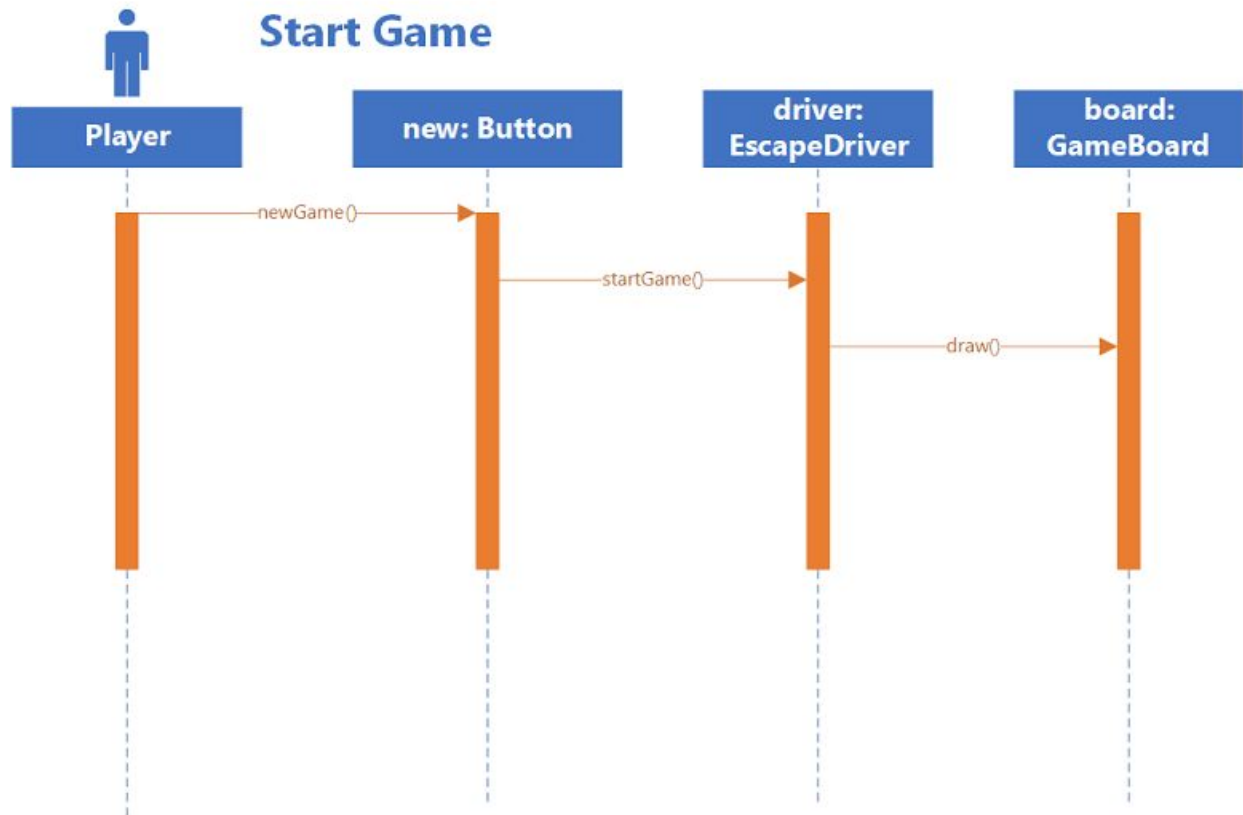 Start Game
Player
new: Button
driver:
EscapeDriver
board:
GameBoard
newGame()
startGame()
draw()